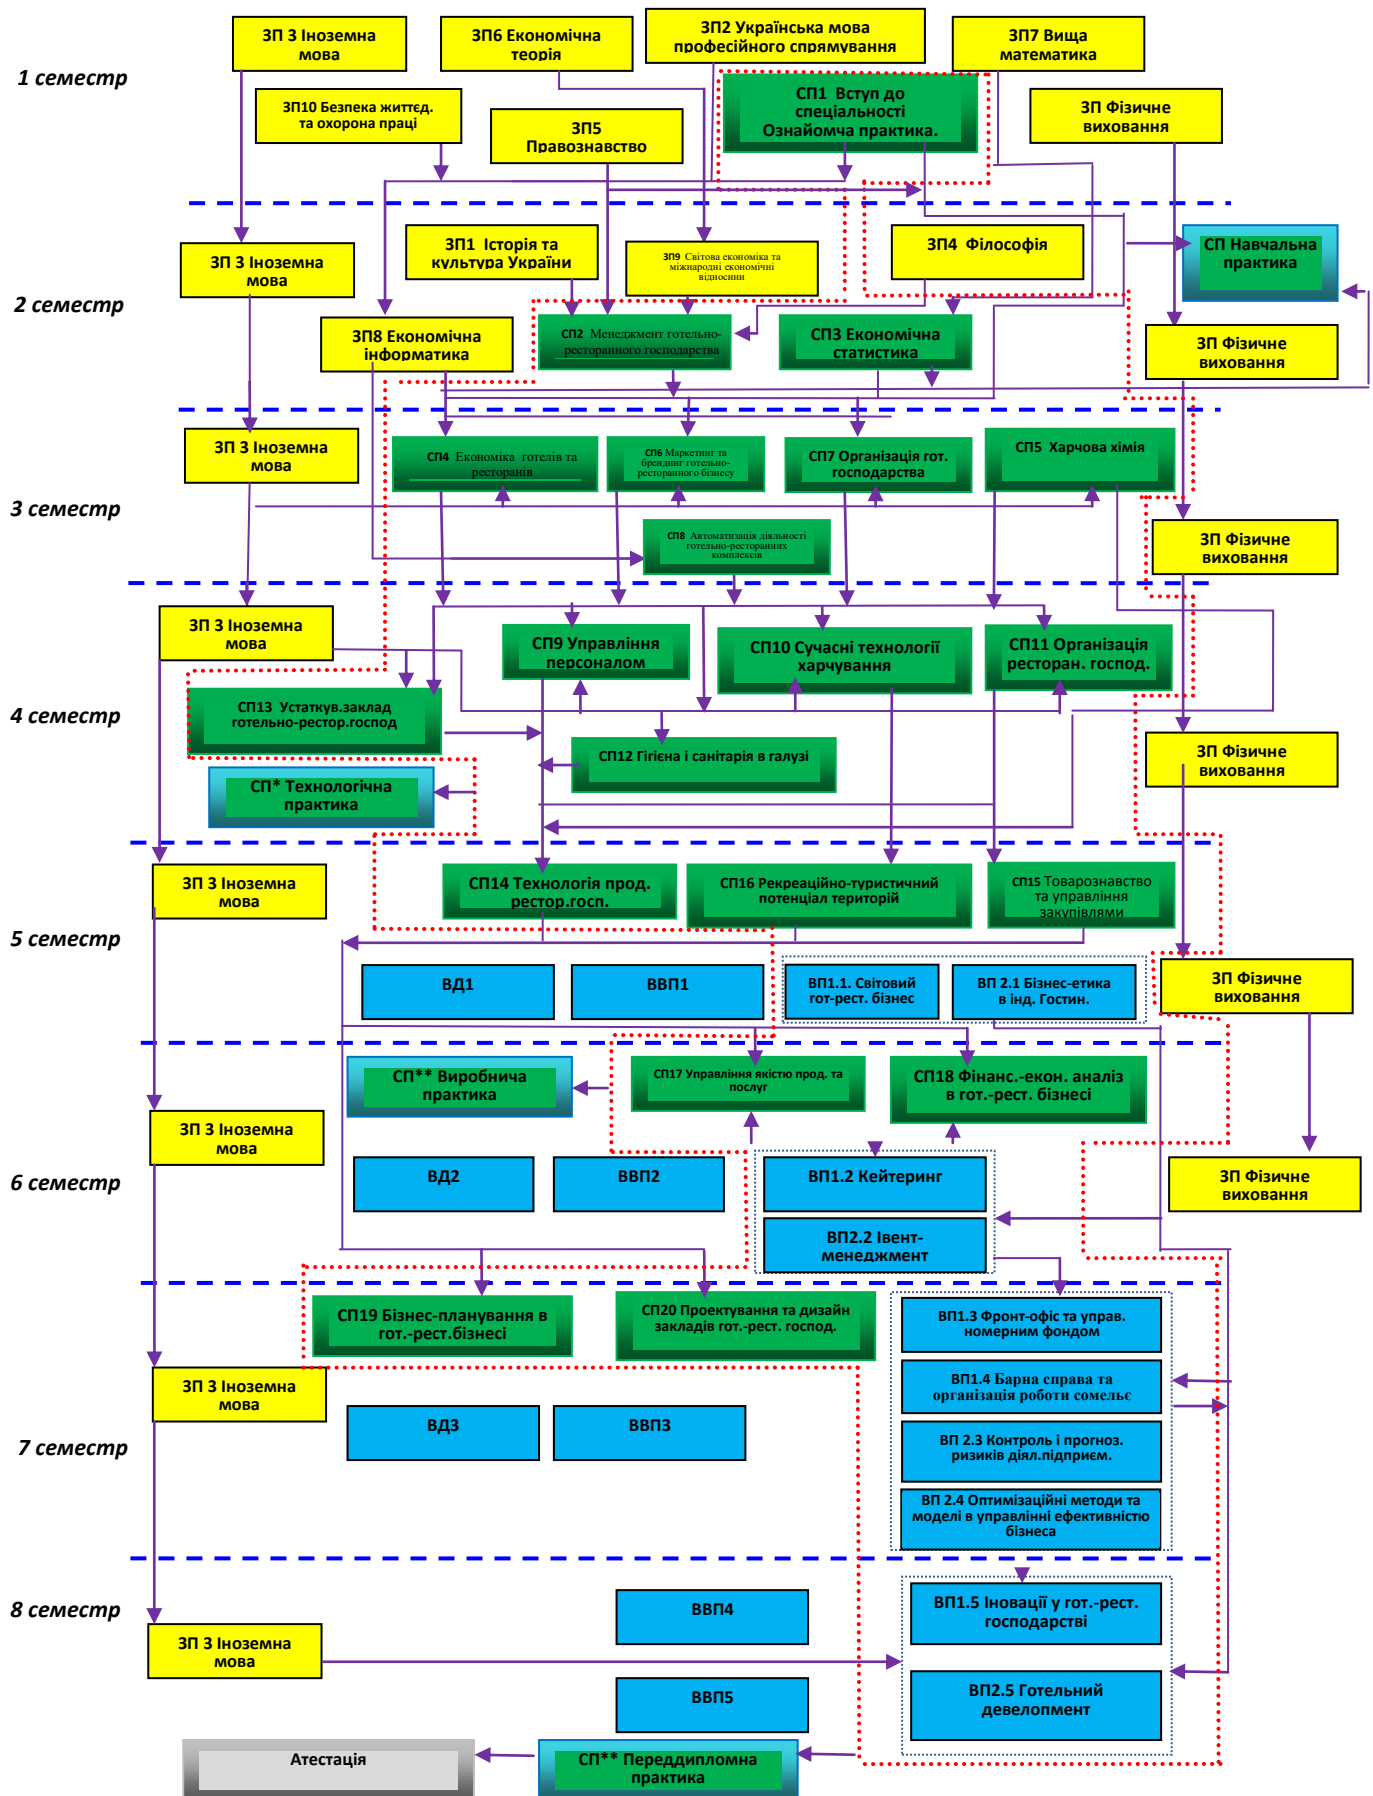 ЗП 3 Іноземна
мова
ЗП6 Економічна
теорія
ЗП2 Українська мова
професійного спрямування
ЗП7 Вища
математика
1 семестр
ЗП10 Безпека життєд.
та охорона праці
ЗП5
Правознавство
СП1 Вступ до
спеціальності
Ознайомча практика.
ЗП Фізичне
виховання
ЗП 3 Іноземна
мова
ЗП1 Історія та
культура України
ЗП9 Світова економіка та
міжнародні економічні
відносини
ЗП4 Філософія
СП Навчальна
практика
2 семестр
ЗП8 Економічна
інформатика
СП2 Менеджмент готельно-
ресторанного господарства
СП3 Економічна
статистика
ЗП Фізичне
виховання
ЗП 3 Іноземна
мова
СП4 Економіка готелів та
ресторанів
СП6 Маркетинг та
брендинг готельно-
ресторанного бізнесу
СП7 Організація гот.
господарства
СП5 Харчова хімія
3 семестр
СП8 Автоматизація діяльності
готельно-ресторанних
комплексів
ЗП Фізичне
виховання
ЗП 3 Іноземна
мова
СП9 Управління
персоналом
СП10 Сучасні технології
харчування
СП11 Організація
ресторан. господ.
4 семестр
СП13 Устаткув.заклад
готельно-рестор.господ
СП12 Гігієна і санітарія в галузі
ЗП Фізичне
виховання
СП* Технологічна
практика
ЗП 3 Іноземна
мова
СП14 Технологія прод.
рестор.госп.
СП16 Рекреаційно-туристичний
потенціал територій
СП15 Товарознавство
та управління
закупівлями
5 семестр
ВД1
ВВП1
ВП1.1. Світовий
гот-рест. бізнес
ВП 2.1 Бізнес-етика
в інд. Гостин.
ЗП Фізичне
виховання
СП** Виробнича
практика
СП17 Управління якістю прод. та
послуг
СП18 Фінанс.-екон. аналіз
в гот.-рест. бізнесі
ЗП 3 Іноземна
мова
6 семестр
ВД2
ВВП2
ВП1.2 Кейтеринг
ЗП Фізичне
виховання
ВП2.2 Івент-
менеджмент
СП19 Бізнес-планування в
гот.-рест.бізнесі
СП20 Проектування та дизайн
закладів гот.-рест. господ.
ВП1.3 Фронт-офіс та управ.
номерним фондом
ЗП 3 Іноземна
мова
ВП1.4 Барна справа та
організація роботи сомельє
7 семестр
ВД3
ВВП3
ВП 2.3 Контроль і прогноз.
ризиків діял.підприєм.
ВП 2.4 Оптимізаційні методи та
моделі в управлінні ефективністю
бізнеса
8 семестр
ВВП4
ВП1.5 Іновації у гот.-рест.
господарстві
ЗП 3 Іноземна
мова
ВВП5
ВП2.5 Готельний
девелопмент
Атестація
СП** Переддипломна
практика